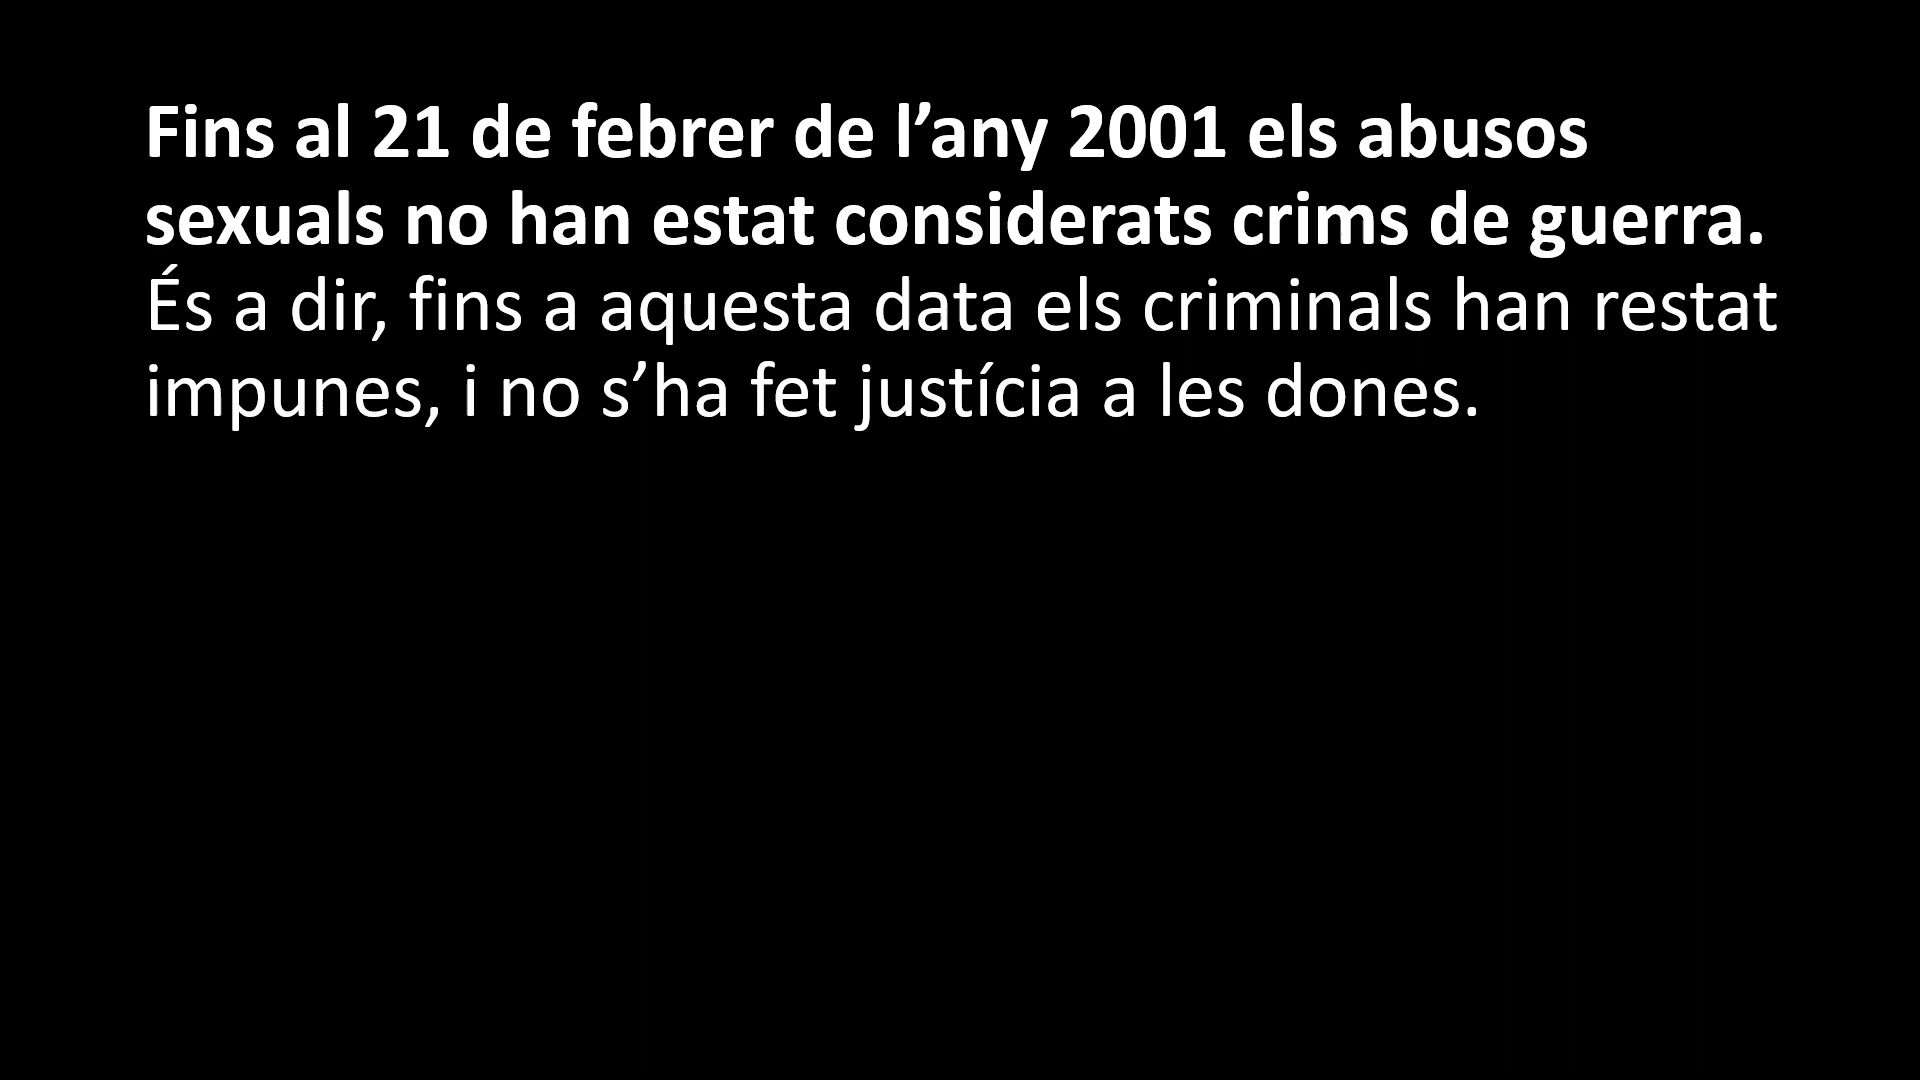 Fins al 21 de febrer de l’any 2001 els abusos
sexuals no han estat considerats crims de guerra.
És a dir, fins a aquesta data els criminals han restat
impunes, i no s’ha fet justícia a les dones.